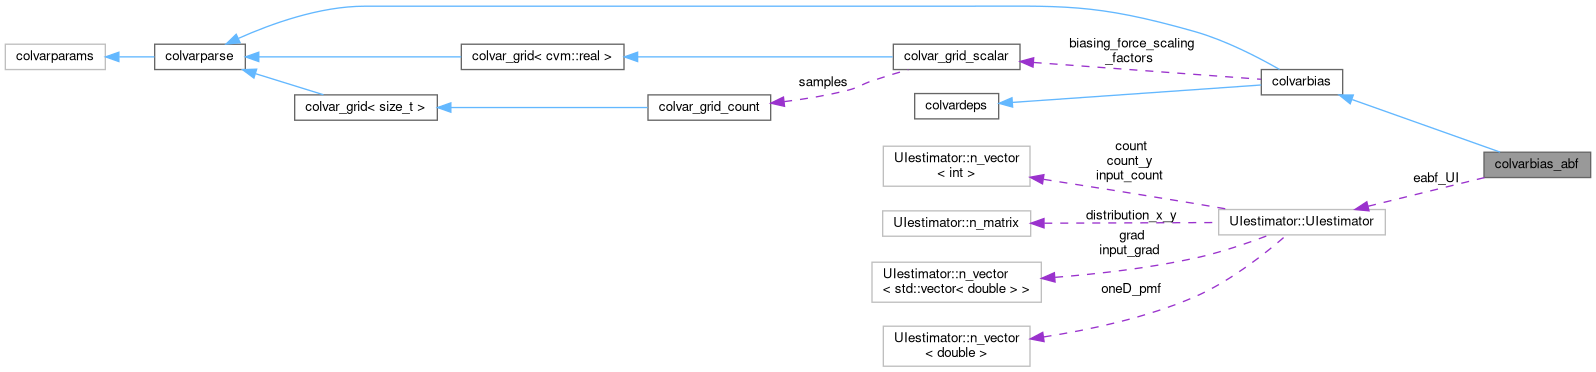 colvarparams
colvarparse
colvar_grid< cvm::real >
colvar_grid_scalar
biasing_force_scaling
_factors
colvarbias
samples
colvar_grid< size_t >
colvar_grid_count
colvardeps
colvarbias_abf
eabf_UI
UIestimator::n_vector
< int >
count
count_y
input_count
UIestimator::UIestimator
UIestimator::n_matrix
distribution_x_y
grad
input_grad
UIestimator::n_vector
< std::vector< double > >
oneD_pmf
UIestimator::n_vector
< double >